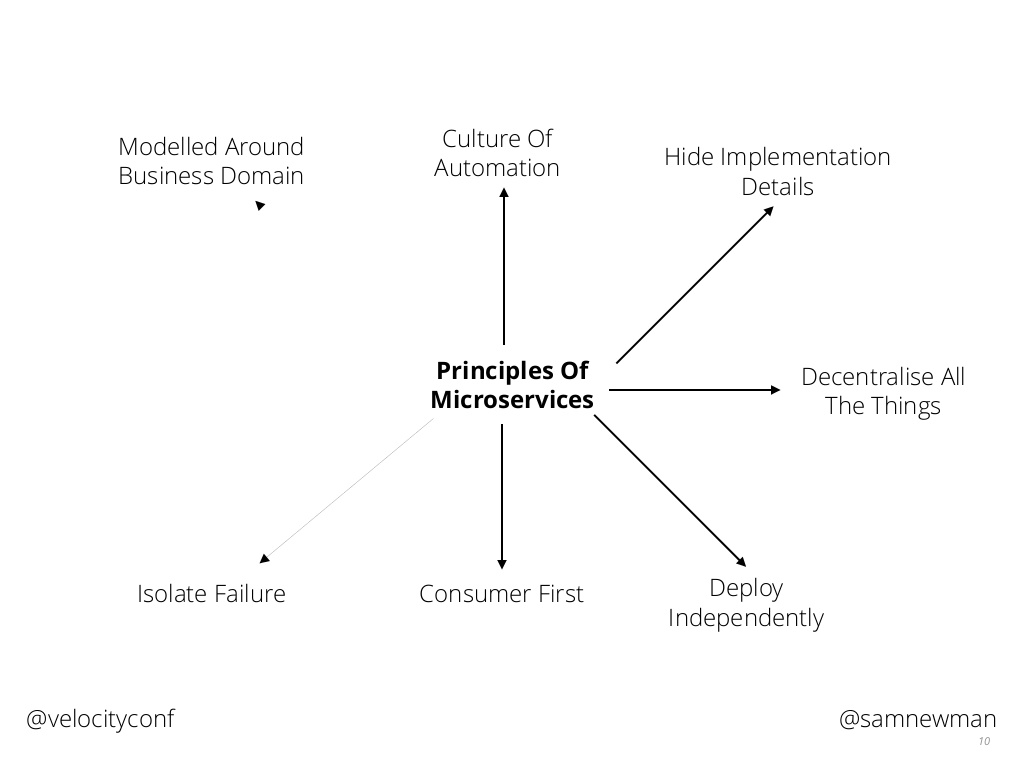 Modelled Around
Business Domain
Culture Of
Automation
Hide Implementation
Details
Principles Of
Microservices
Decentralise All
The Things
Isolate Failure
Consumer First
Deploy
Independently
@velocityconf
@samnewman
10